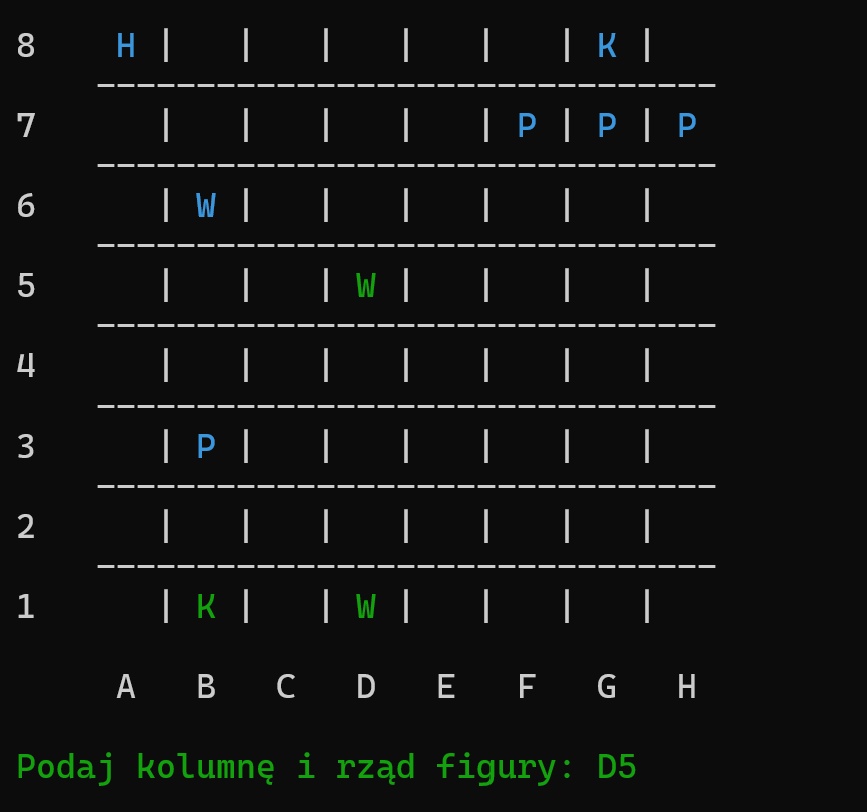 8   H |   |   |   |   |   | K |
    -------------------------------
7     |   |   |   |   | P | P | P
    -------------------------------
6     | W |   |   |   |   |   |
    -------------------------------
5     |   |   | W |   |   |   |
    -------------------------------
4     |   |   |   |   |   |   |
    -------------------------------
3     | P |   |   |   |   |   |
    -------------------------------
2     |   |   |   |   |   |   |
    -------------------------------
1     | K |   | W |   |   |   |
    A   B   C   D   E   F   G   H
Podaj kolumnę i rząd figury: D5